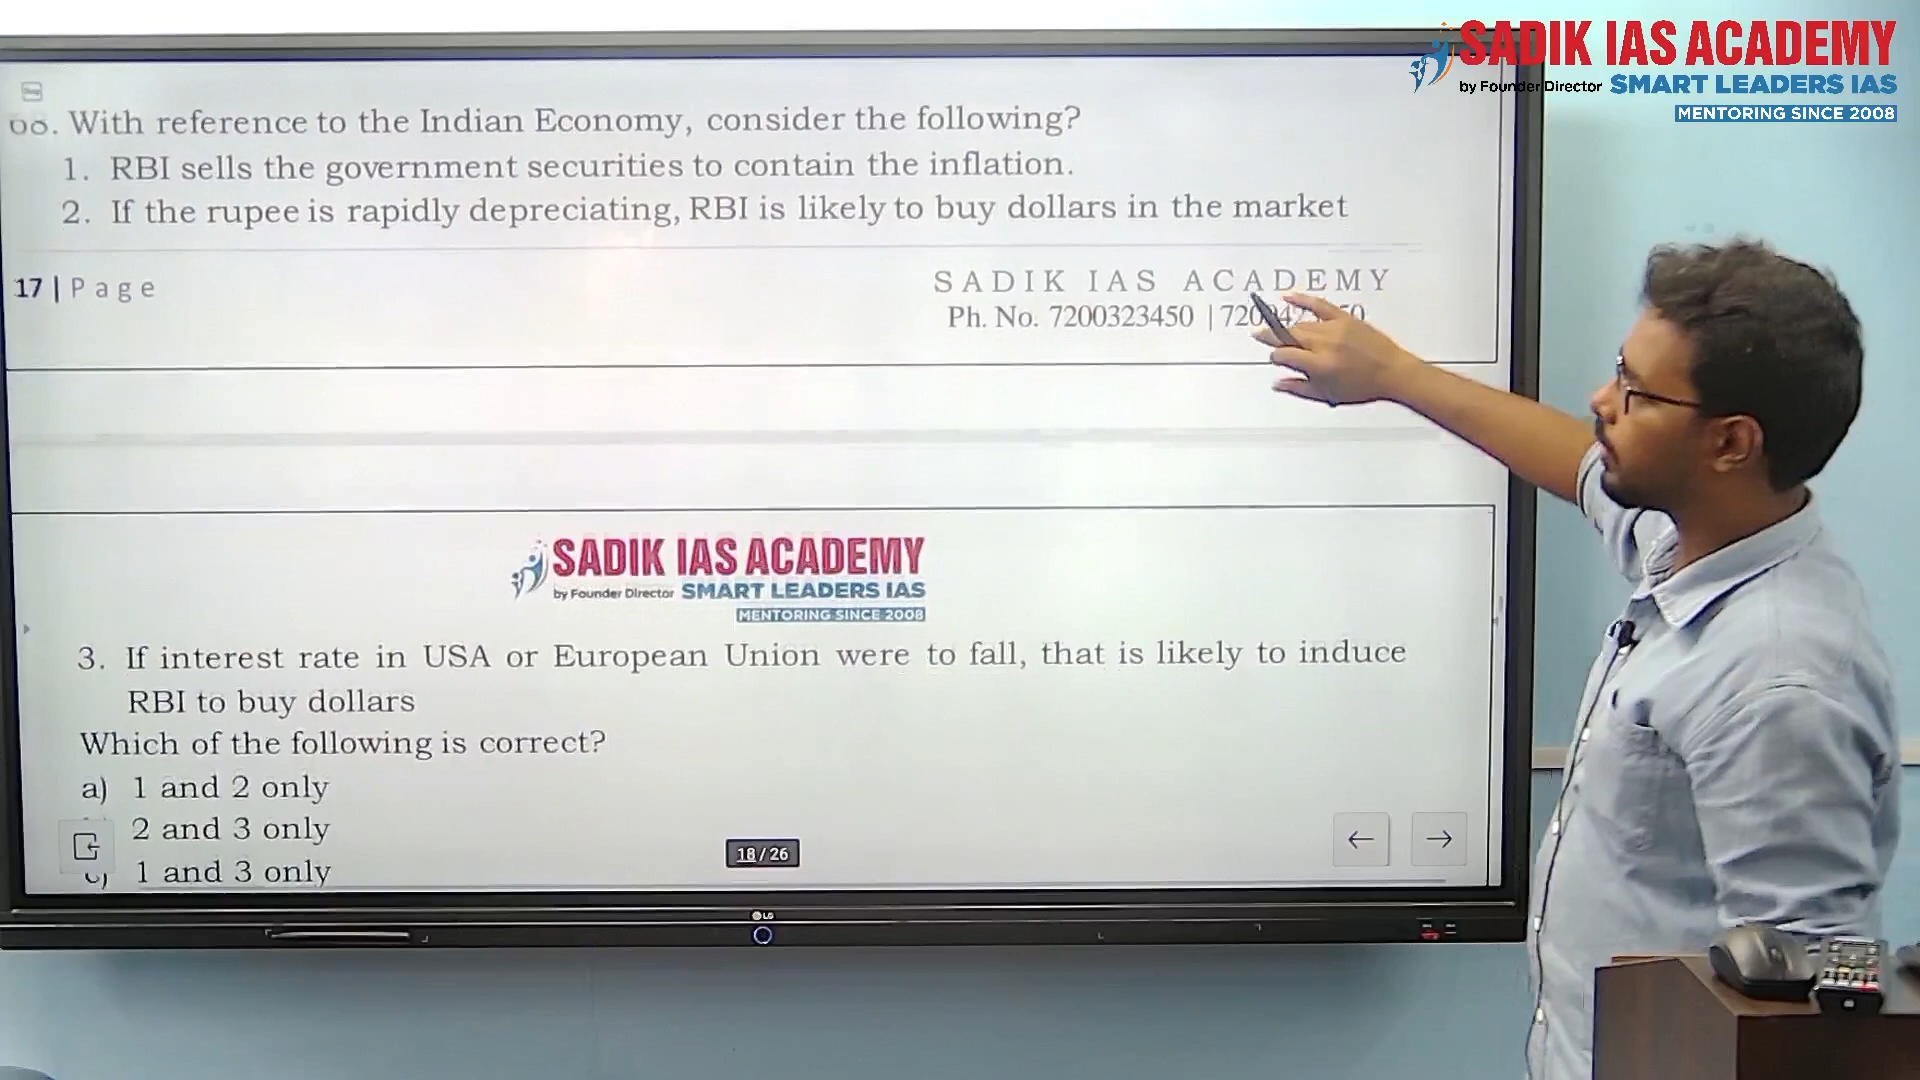 SADIK IAS ACADEMY
by Founder Director SMART LEADERS IAS
MENTORING SINCE 2008
With reference to the Indian Economy, consider the following?
1. RBI sells the government securities to contain the inflation.
2. If the rupee is rapidly depreciating, RBI is likely to buy dollars in the market
17 | Page
SADIK IAS ACADEMY
Ph. No. 7200323450 |
SADIK IAS ACADEMY
by Founder Director SMART LEADERS IAS
MENTORING SINCE 2008
3. If interest rate in USA or European Union were to fall, that is likely to induce
RBI to buy dollars
Which of the following is correct?
a) 1 and 2 only
2 and 3 only
1 and 3 only
18 / 26
LG